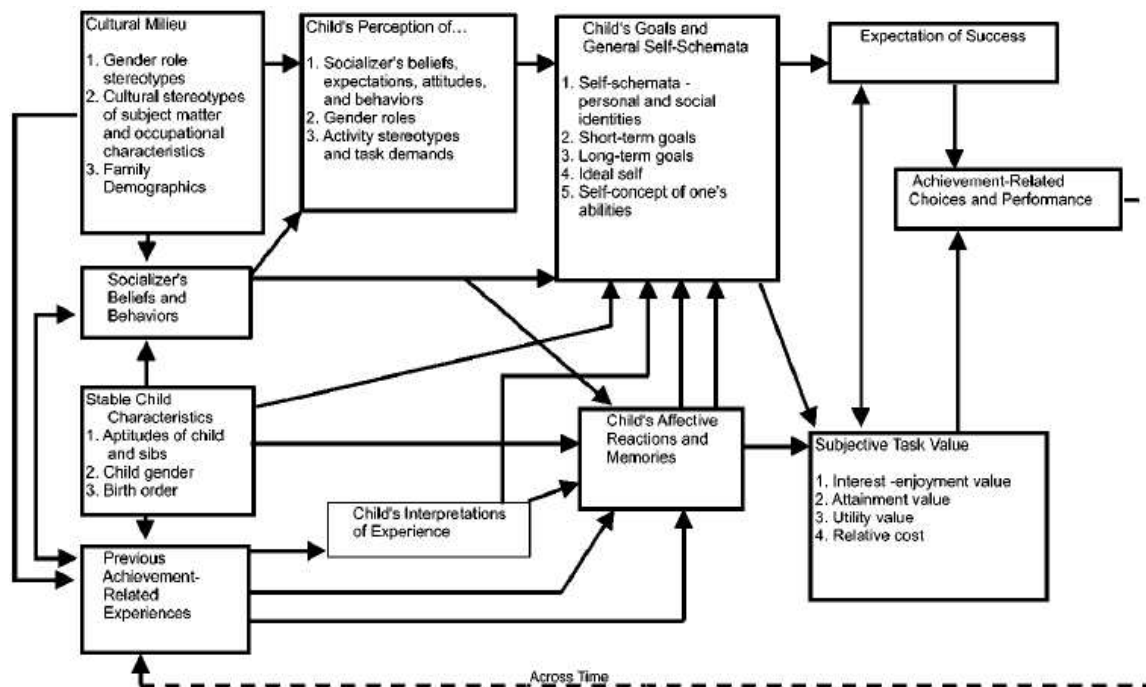 Cultural Milieu
1. Gender role
stereotypes
2. Cultural stereotypes
of subject matter
and occupational
characteristics
3. Family
Demographics
Child's Perception of...
1. Socializer's beliefs,
expectations, attitudes,
and behaviors
2. Gender roles
3. Activity stereotypes
and task demands
Child's Goals and
General Self-Schemata
1. Self-schemata -
personal and social
identities
2. Short-term goals
3. Long-term goals
4. Ideal self
5. Self-concept of one's
abilities
Expectation of Success
Achievement-Related
Choices and Performance
Socializer's
Beliefs and
Behaviors
Stable Child
Characteristics
1. Aptitudes of child
and sibs
2. Child gender
3. Birth order
Child's Affective
Reactions and
Memories
Subjective Task Value
1. Interest -enjoyment value
2. Attainment value
3. Utility value
4. Relative cost
Child's Interpretations
of Experience
Previous
Achievement-
Related
Experiences
Across Time